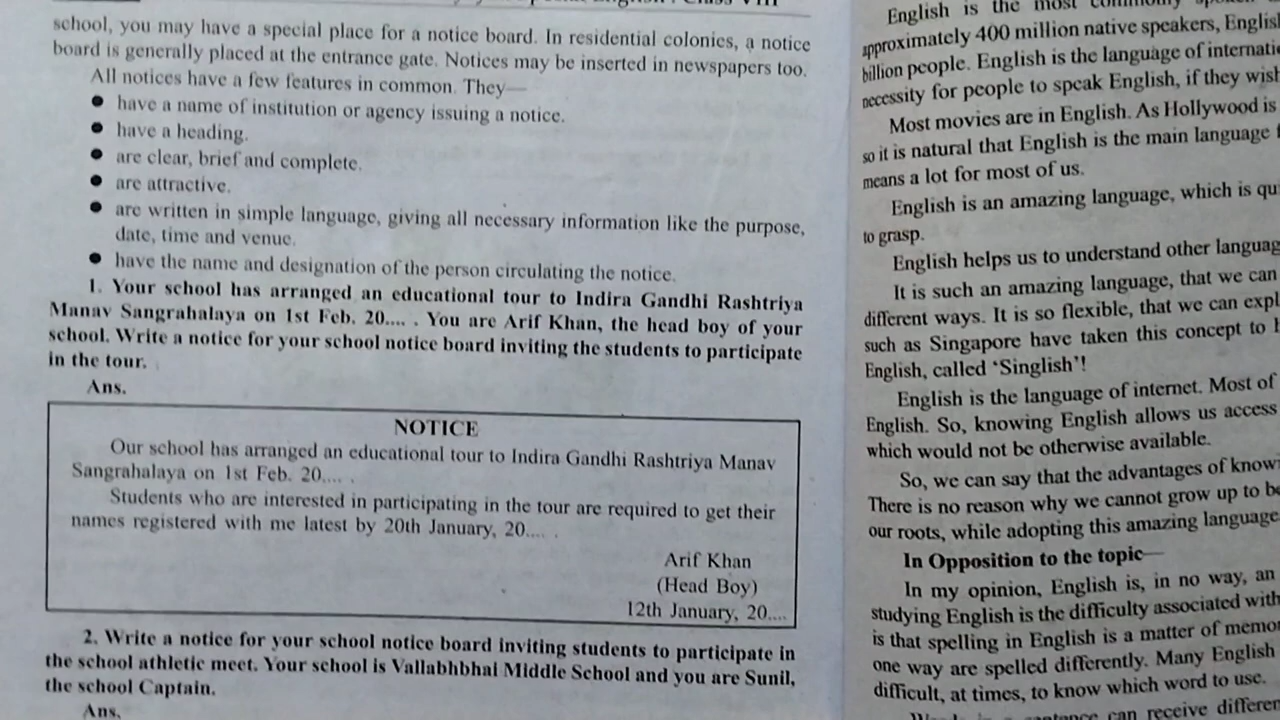 Class VIII
school, you may have a special place for a notice board. In residential colonies, a notice
board is generally placed at the entrance gate. Notices may be inserted in newspapers too.
All notices have a few features in common. They—
● have a name of institution or agency issuing a notice.
● have a heading.
● are clear, brief and complete.
● are attractive.
● are written in simple language, giving all necessary information like the purpose,
date, time and venue.
● have the name and designation of the person circulating the notice.
1. Your school has arranged an educational tour to Indira Gandhi Rashtriya
Manav Sangrahalaya on 1st Feb. 20.... . You are Arif Khan, the head boy of your
school. Write a notice for your school notice board inviting the students to participate
in the tour.
Ans.
NOTICE
Our school has arranged an educational tour to Indira Gandhi Rashtriya Manav
Sangrahalaya on 1st Feb. 20.... .
Students who are interested in participating in the tour are required to get their
names registered with me latest by 20th January, 20.... .
Arif Khan
(Head Boy)
12th January, 20....
2. Write a notice for your school notice board inviting students to participate in
the school athletic meet. Your school is Vallabhbhai Middle School and you are Sunil,
the school Captain.
Ans.
English is the most commonly spoken
approximately 400 million native speakers, English
billion people. English is the language of internati
necessity for people to speak English, if they wish
Most movies are in English. As Hollywood is
so it is natural that English is the main language
means a lot for most of us.
English is an amazing language, which is qu
to grasp.
English helps us to understand other languag
It is such an amazing language, that we can
different ways. It is so flexible, that we can expl
such as Singapore have taken this concept to
English, called ‘Singlish’!
English is the language of internet. Most of
English. So, knowing English allows us access
which would not be otherwise available.
So, we can say that the advantages of knowi
There is no reason why we cannot grow up to be
our roots, while adopting this amazing language
In Opposition to the topic—
In my opinion, English is, in no way, an
studying English is the difficulty associated with
is that spelling in English is a matter of memor
one way are spelled differently. Many English
difficult, at times, to know which word to use.
in a sentence can receive differen